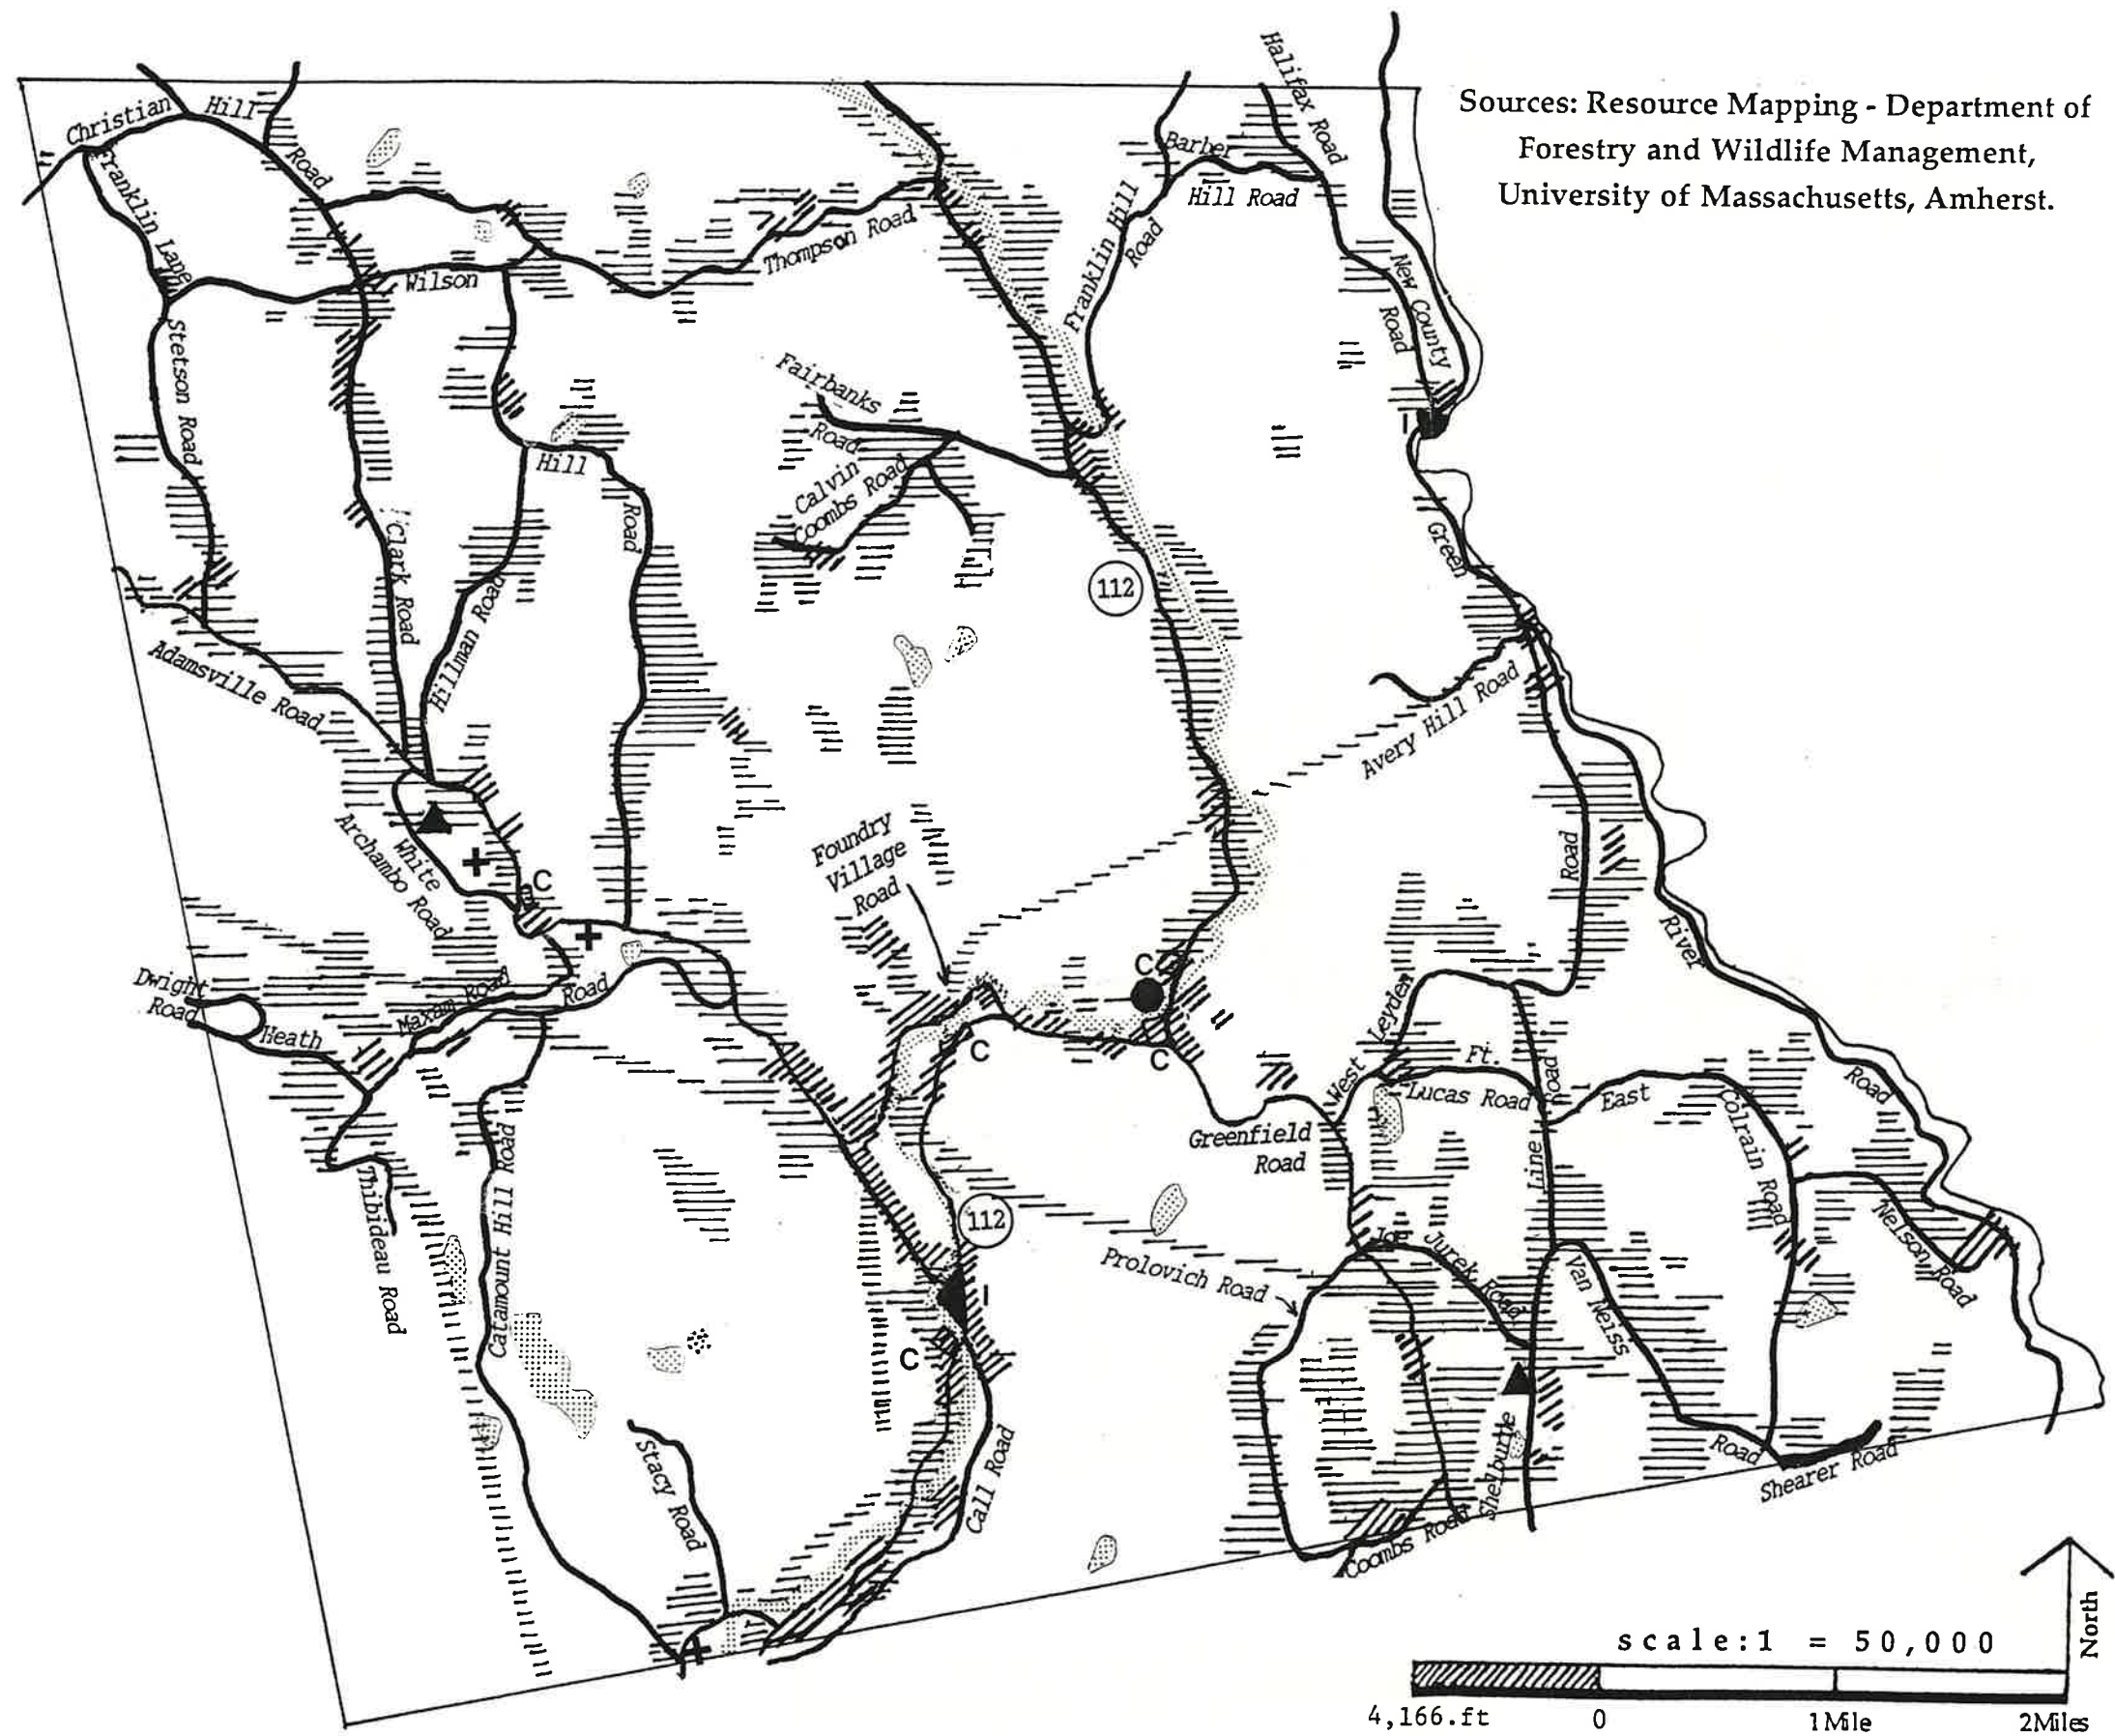 Sources: Resource Mapping - Department of
Forestry and Wildlife Management,
University of Massachusetts, Amherst.
Christian Hill
Road
Franklin Lane
Halifax Road
Barber
Hill Road
Franklin Hill
Road
Thompson Road
Wilson
New County
Road
Stetson Road
Fairbanks
Road
Calvin
Coombs Road
Hill
Road
I
Clark Road
Hillman Road
Green
112
Adamsville Road
Avery Hill Road
White
Archambo Road
C
Foundry
Village
Road
Road
River
Dwight
Road
Heath
Maxam Road
Road
C
C
C
West Leyden
Ft.
Lucas Road
Road
East
Colrain Road
Road
Greenfield
Road
Line
Catamount Hill Road
Thibideau Road
112
Prolovich Road
Joe
Jurek Road
Van Neiss
Nelson Road
I
C
Stacy Road
Call Road
Shelburne
Road
Shearer Road
Coombs Road
North
scale:1 = 50,000
4,166.ft 0 1Mile 2Miles